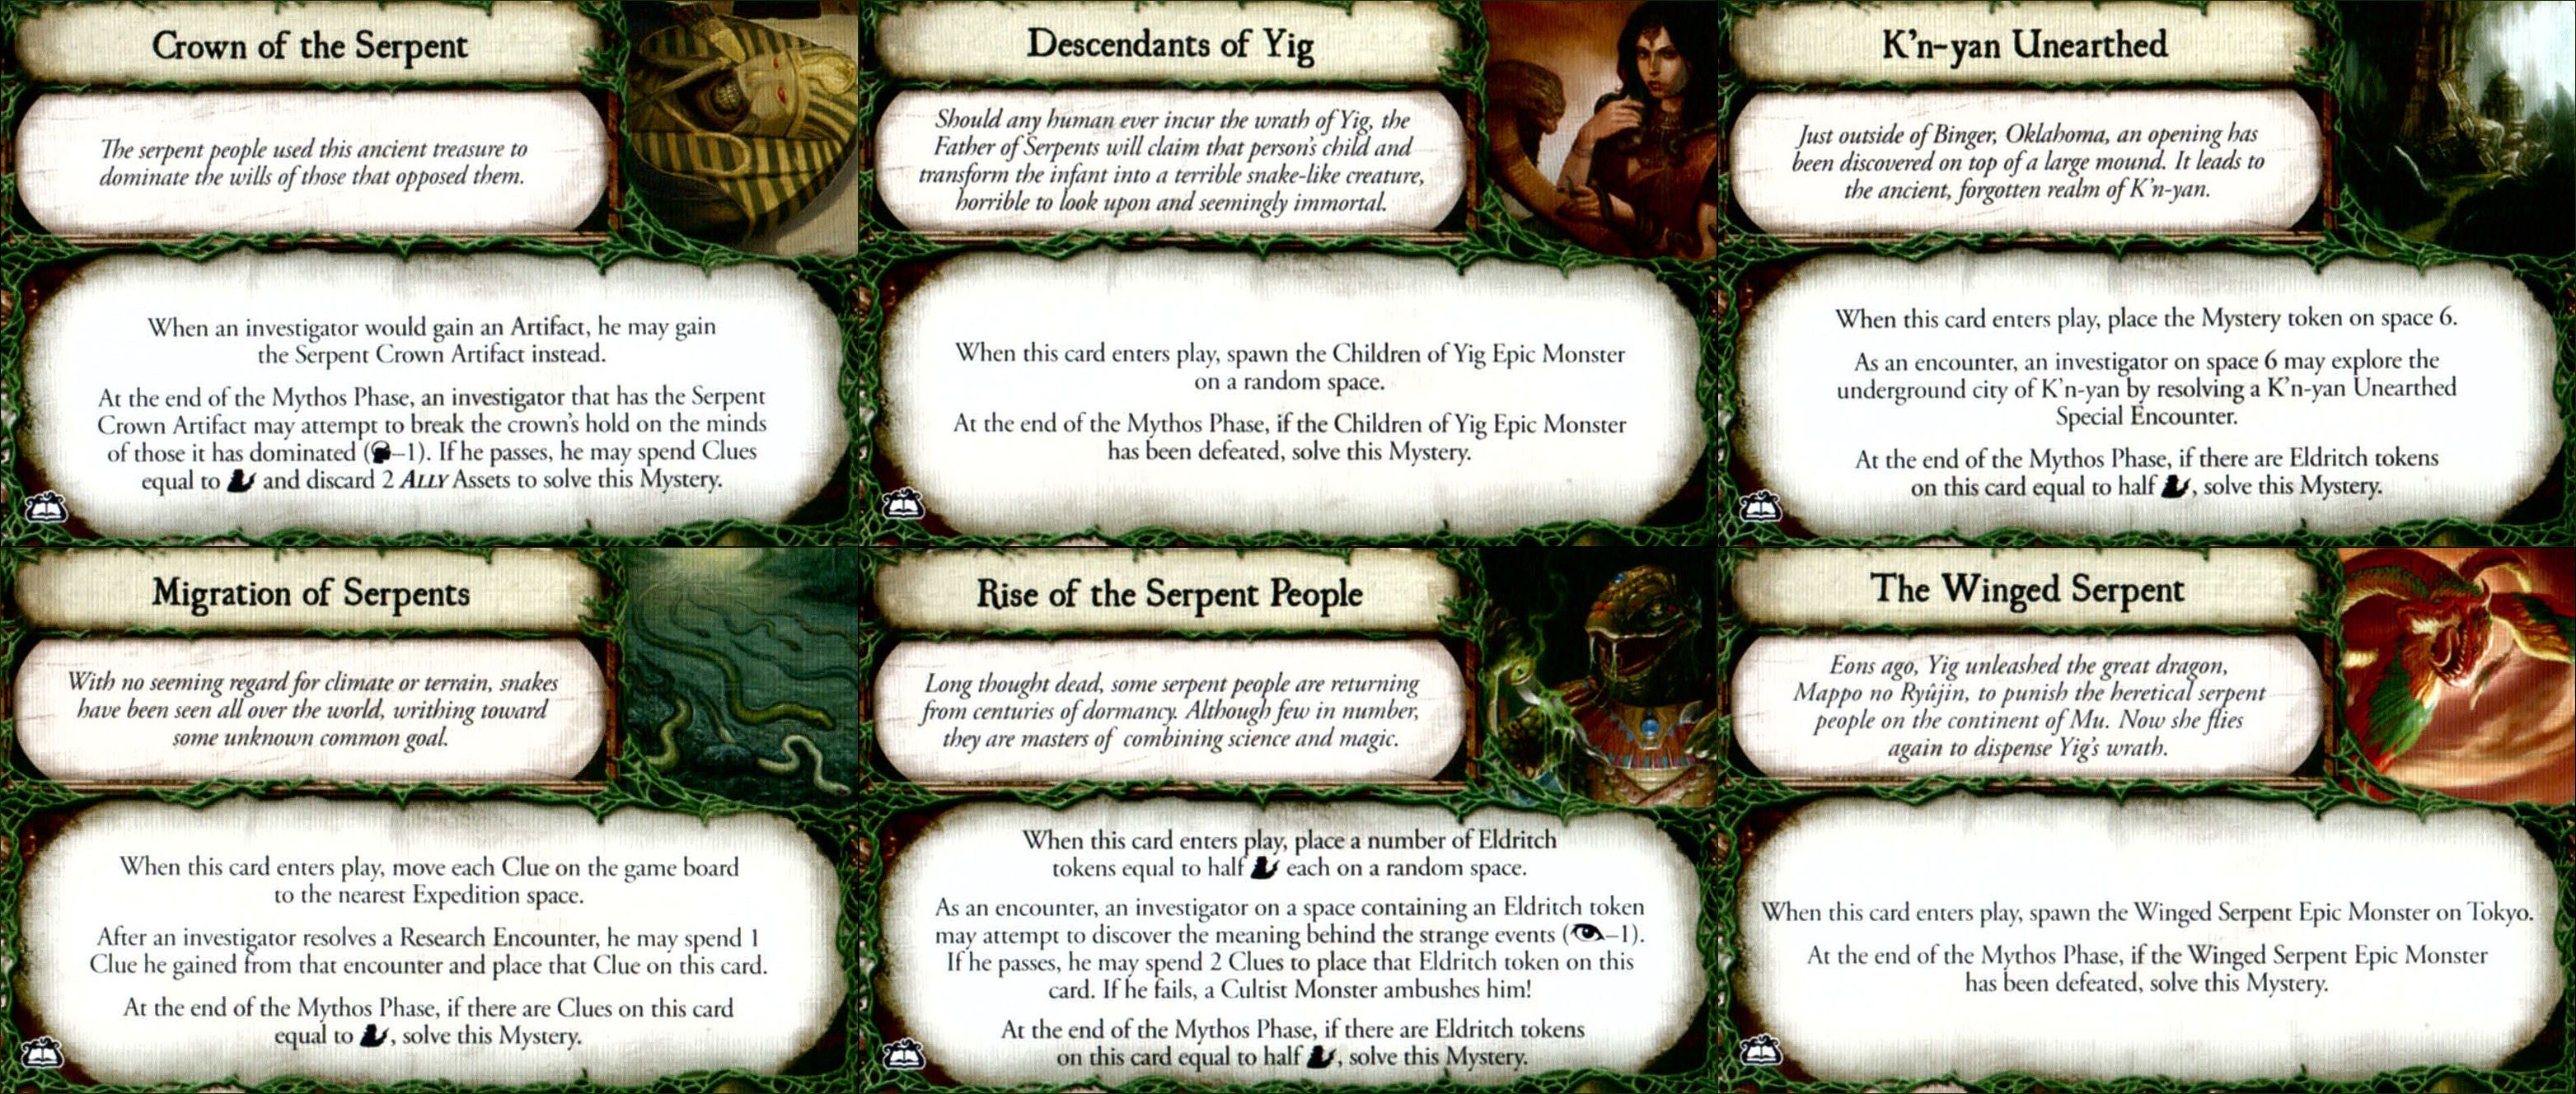 Crown of the Serpent
The serpent people used this ancient treasure to
dominate the wills of those that opposed them.
When an investigator would gain an Artifact, he may gain
the Serpent Crown Artifact instead.
At the end of the Mythos Phase, an investigator that has the Serpent
Crown Artifact may attempt to break the crown's hold on the minds
of those it has dominated (–1). If he passes, he may spend Clues
equal to and discard 2 ALLY Assets to solve this Mystery.
Descendants of Yig
Should any human ever incur the wrath of Yig, the
Father of Serpents will claim that person's child and
transform the infant into a terrible snake-like creature,
horrible to look upon and seemingly immortal.
When this card enters play, spawn the Children of Yig Epic Monster
on a random space.
At the end of the Mythos Phase, if the Children of Yig Epic Monster
has been defeated, solve this Mystery.
K'n-yan Unearthed
Just outside of Binger, Oklahoma, an opening has
been discovered on top of a large mound. It leads to
the ancient, forgotten realm of K'n-yan.
When this card enters play, place the Mystery token on space 6.
As an encounter, an investigator on space 6 may explore the
underground city of K'n-yan by resolving a K'n-yan Unearthed
Special Encounter.
At the end of the Mythos Phase, if there are Eldritch tokens
on this card equal to half , solve this Mystery.
Migration of Serpents
With no seeming regard for climate or terrain, snakes
have been seen all over the world, writhing toward
some unknown common goal.
When this card enters play, move each Clue on the game board
to the nearest Expedition space.
After an investigator resolves a Research Encounter, he may spend 1
Clue he gained from that encounter and place that Clue on this card.
At the end of the Mythos Phase, if there are Clues on this card
equal to , solve this Mystery.
Rise of the Serpent People
Long thought dead, some serpent people are returning
from centuries of dormancy. Although few in number,
they are masters of combining science and magic.
When this card enters play, place a number of Eldritch
tokens equal to half each on a random space.
As an encounter, an investigator on a space containing an Eldritch token
may attempt to discover the meaning behind the strange events (–1).
If he passes, he may spend 2 Clues to place that Eldritch token on this
card. If he fails, a Cultist Monster ambushes him!
At the end of the Mythos Phase, if there are Eldritch tokens
on this card equal to half , solve this Mystery.
The Winged Serpent
Eons ago, Yig unleashed the great dragon,
Mappo no Ryûjin, to punish the heretical serpent
people on the continent of Mu. Now she flies
again to dispense Yig's wrath.
When this card enters play, spawn the Winged Serpent Epic Monster on Tokyo.
At the end of the Mythos Phase, if the Winged Serpent Epic Monster
has been defeated, solve this Mystery.